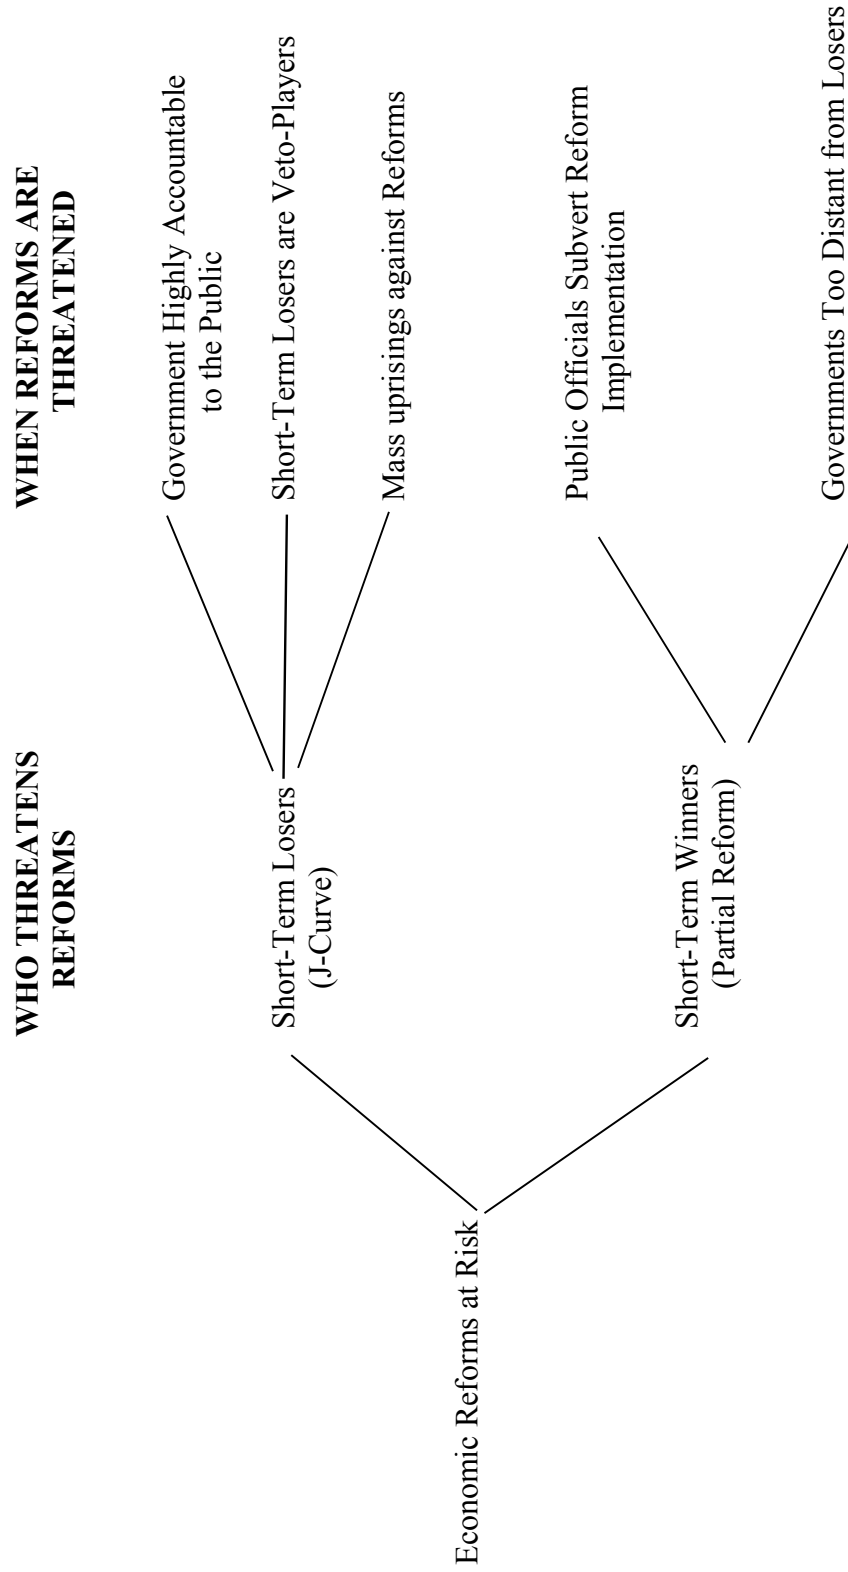 WHO THREATENS
REFORMS
WHEN REFORMS ARE
THREATENED
Economic Reforms at Risk
Short-Term Losers
(J-Curve)
Government Highly Accountable
to the Public
Short-Term Losers are Veto-Players
Mass uprisings against Reforms
Short-Term Winners
(Partial Reform)
Public Officials Subvert Reform
Implementation
Governments Too Distant from Losers